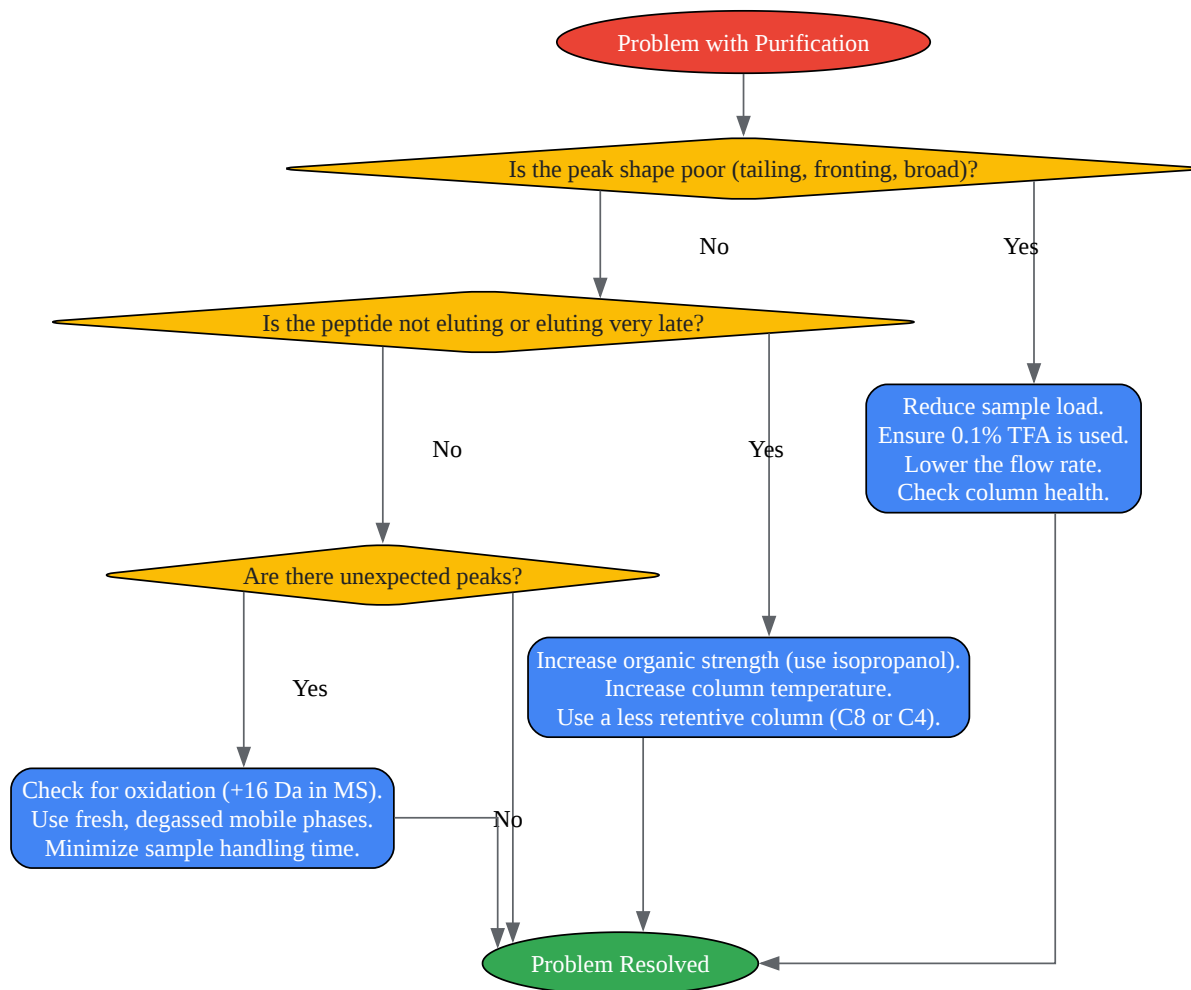 Problem with Purification
Is the peak shape poor (tailing, fronting, broad)?
No
Yes
Is the peptide not eluting or eluting very late?
Reduce sample load.
Ensure 0.1% TFA is used.
Lower the flow rate.
Check column health.
No
Yes
Are there unexpected peaks?
Increase organic strength (use isopropanol).
Increase column temperature.
Use a less retentive column (C8 or C4).
Yes
Check for oxidation (+16 Da in MS).
Use fresh, degassed mobile phases.
Minimize sample handling time.
No
Problem Resolved